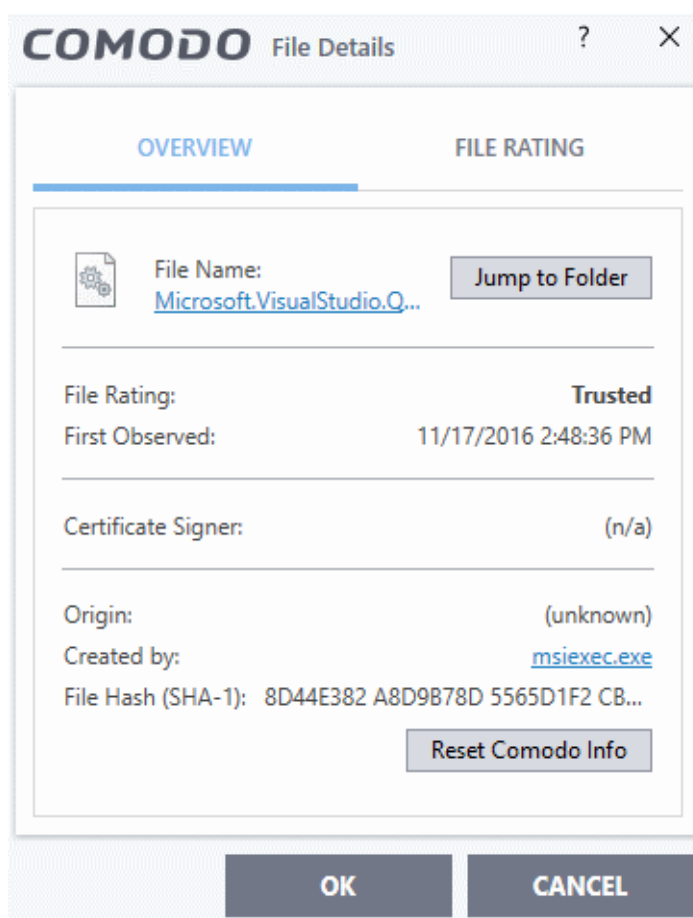 COMODO File Details ? ×
OVERVIEW FILE RATING
File Name:
Jump to Folder
Microsoft.VisualStudio.Q...
File Rating: Trusted
First Observed: 11/17/2016 2:48:36 PM
Certificate Signer: (n/a)
Origin: (unknown)
Created by: msiexec.exe
File Hash (SHA-1): 8D44E382 A8D9B78D 5565D1F2 CB...
Reset Comodo Info
OK CANCEL